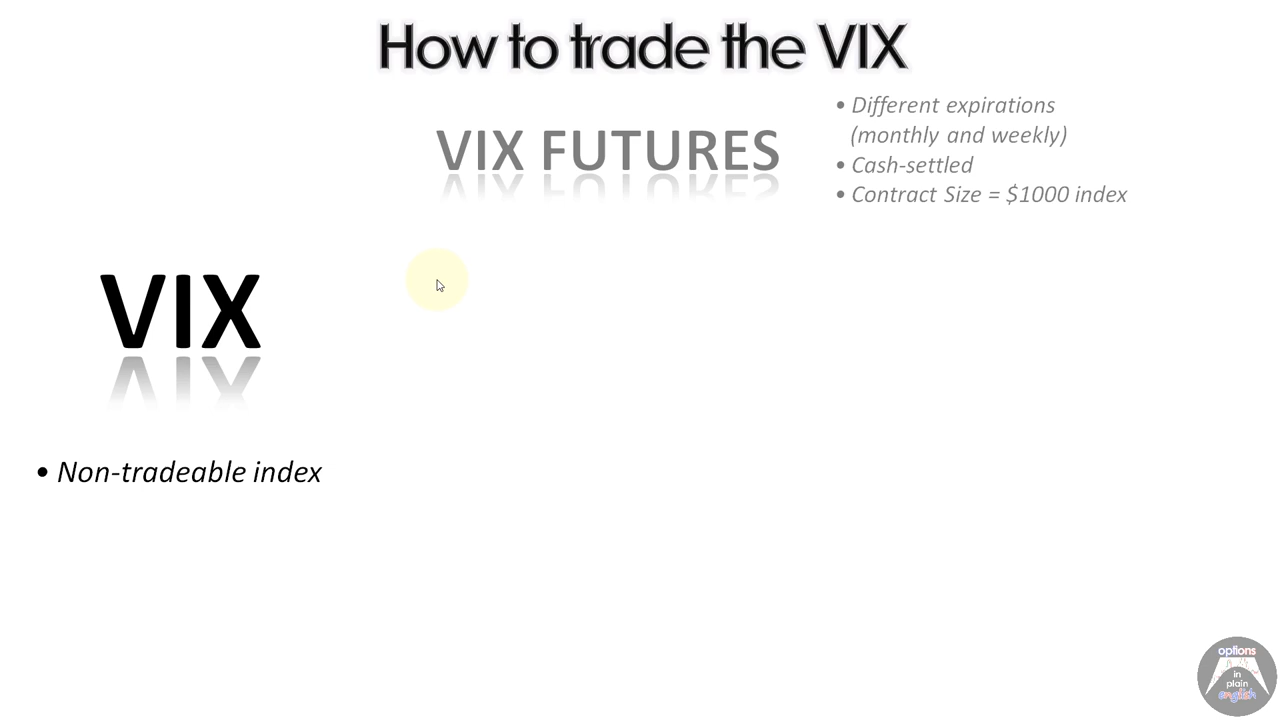 How to trade the VIX
VIX FUTURES
• Different expirations
(monthly and weekly)
• Cash-settled
• Contract Size = $1000 index
VIX
• Non-tradeable index
options
in
plain
english